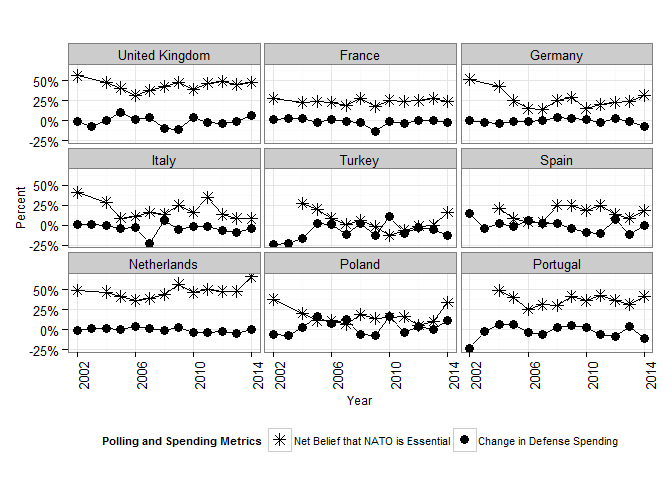 United Kingdom France Germany
50%
25%
0%
-25%
Italy Turkey Spain
50%
25%
0%
-25%
Netherlands Poland Portugal
50%
25%
0%
-25%
Percent
2002 2006 2010 2014 2002 2006 2010 2014 2002 2006 2010 2014
Year
Polling and Spending Metrics Net Belief that NATO is Essential Change in Defense Spending